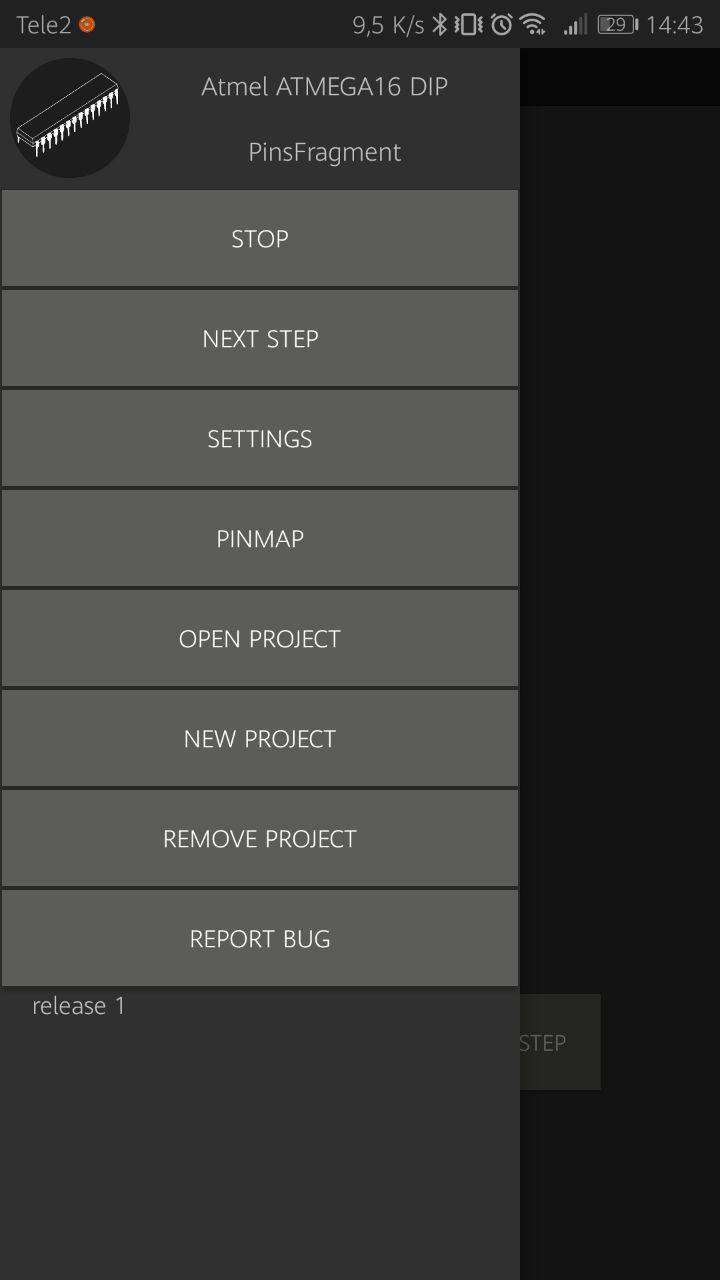 Tele2 9,5 K/s 29 14:43
Atmel ATMEGA16 DIP
PinsFragment
STOP
NEXT STEP
SETTINGS
PINMAP
OPEN PROJECT
NEW PROJECT
REMOVE PROJECT
REPORT BUG
release 1
STEP